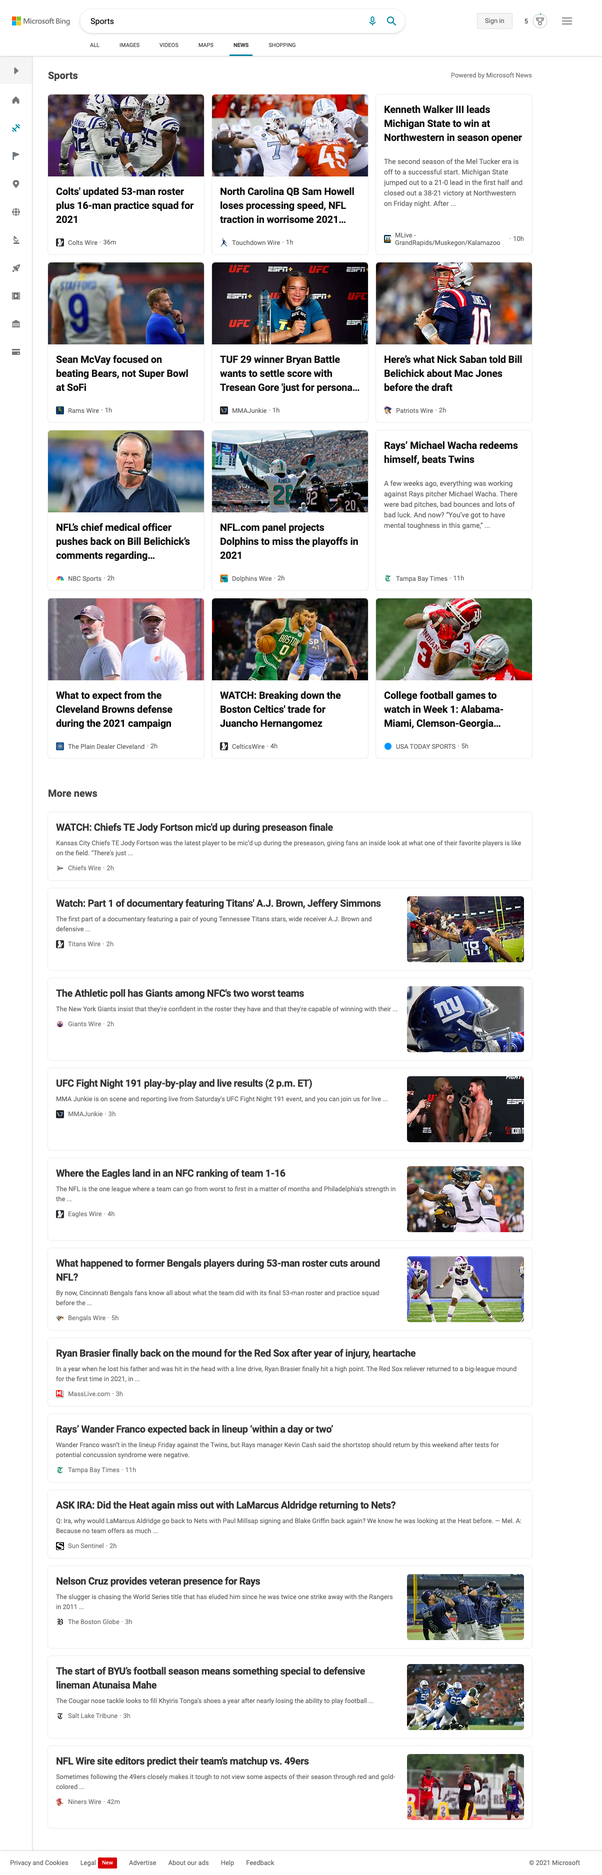 Microsoft Bing
Sports
Sign in
5
ALL IMAGES VIDEOS MAPS NEWS SHOPPING
Sports
Powered by Microsoft News
Colts' updated 53-man roster
plus 16-man practice squad for
2021
Colts Wire · 36m
North Carolina QB Sam Howell
loses processing speed, NFL
traction in worrisome 2021...
Touchdown Wire · 1h
Kenneth Walker III leads
Michigan State to win at
Northwestern in season opener
The second season of the Mel Tucker era is
off to a successful start. Michigan State
jumped out to a 21-0 lead in the first half and
closed out a 38-21 victory at Northwestern
on Friday night. After ...
MLive -
GrandRapids/Muskegon/Kalamazoo · 10h
Sean McVay focused on
beating Bears, not Super Bowl
at SoFi
Rams Wire · 1h
TUF 29 winner Bryan Battle
wants to settle score with
Tresean Gore 'just for persona...
MMAJunkie · 1h
Here's what Nick Saban told Bill
Belichick about Mac Jones
before the draft
Patriots Wire · 2h
NFL's chief medical officer
pushes back on Bill Belichick's
comments regarding...
NBC Sports · 2h
NFL.com panel projects
Dolphins to miss the playoffs in
2021
Dolphins Wire · 2h
Rays' Michael Wacha redeems
himself, beats Twins
A few weeks ago, everything was working
against Rays pitcher Michael Wacha. There
were bad pitches, bad bounces and lots of
bad luck. And now? "You've got to have
mental toughness in this game," ...
Tampa Bay Times · 11h
What to expect from the
Cleveland Browns defense
during the 2021 campaign
The Plain Dealer Cleveland · 2h
WATCH: Breaking down the
Boston Celtics' trade for
Juancho Hernangomez
CelticsWire · 4h
College football games to
watch in Week 1: Alabama-
Miami, Clemson-Georgia...
USA TODAY SPORTS · 5h
More news
WATCH: Chiefs TE Jody Fortson mic'd up during preseason finale
Kansas City Chiefs TE Jody Fortson was the latest player to be mic'd up during the preseason, giving fans an inside look at what one of their favorite players is like
on the field. "There's just ...
Chiefs Wire · 2h
Watch: Part 1 of documentary featuring Titans' A.J. Brown, Jeffery Simmons
The first part of a documentary featuring a pair of young Tennessee Titans stars, wide receiver A.J. Brown and
defensive ...
Titans Wire · 2h
The Athletic poll has Giants among NFC's two worst teams
The New York Giants insist that they're confident in the roster they have and that they're capable of winning with their ...
Giants Wire · 2h
UFC Fight Night 191 play-by-play and live results (2 p.m. ET)
MMA Junkie is on scene and reporting live from Saturday's UFC Fight Night 191 event, and you can join us for live ...
MMAJunkie · 3h
Where the Eagles land in an NFC ranking of team 1-16
The NFL is the one league where a team can go from worst to first in a matter of months and Philadelphia's strength in
the ...
Eagles Wire · 4h
What happened to former Bengals players during 53-man roster cuts around
NFL?
By now, Cincinnati Bengals fans know all about what the team did with its final 53-man roster and practice squad
before the ...
Bengals Wire · 5h
Ryan Brasier finally back on the mound for the Red Sox after year of injury, heartache
In a year when he lost his father and was hit in the head with a line drive, Ryan Brasier finally hit a high point. The Red Sox reliever returned to a big-league mound
for the first time in 2021, in ...
MassLive.com · 3h
Rays' Wander Franco expected back in lineup 'within a day or two'
Wander Franco wasn't in the lineup Friday against the Twins, but Rays manager Kevin Cash said the shortstop should return by this weekend after tests for
potential concussion syndrome were negative.
Tampa Bay Times · 11h
ASK IRA: Did the Heat again miss out with LaMarcus Aldridge returning to Nets?
Q: Ira, why would LaMarcus Aldridge go back to Nets with Paul Millsap signing and Blake Griffin back again? We know he was looking at the Heat before. — Mel. A:
Because no team offers as much ...
Sun Sentinel · 2h
Nelson Cruz provides veteran presence for Rays
The slugger is chasing the World Series title that has eluded him since he was twice one strike away with the Rangers
in 2011 ...
The Boston Globe · 3h
The start of BYU's football season means something special to defensive
lineman Atunaisa Mahe
The Cougar nose tackle looks to fill Khyiris Tonga's shoes a year after nearly losing the ability to play football ...
Salt Lake Tribune · 3h
NFL Wire site editors predict their team's matchup vs. 49ers
Sometimes following the 49ers closely makes it tough to not view some aspects of their season through red and gold-
colored ...
Niners Wire · 42m
Privacy and Cookies Legal New Advertise About our ads Help Feedback © 2021 Microsoft